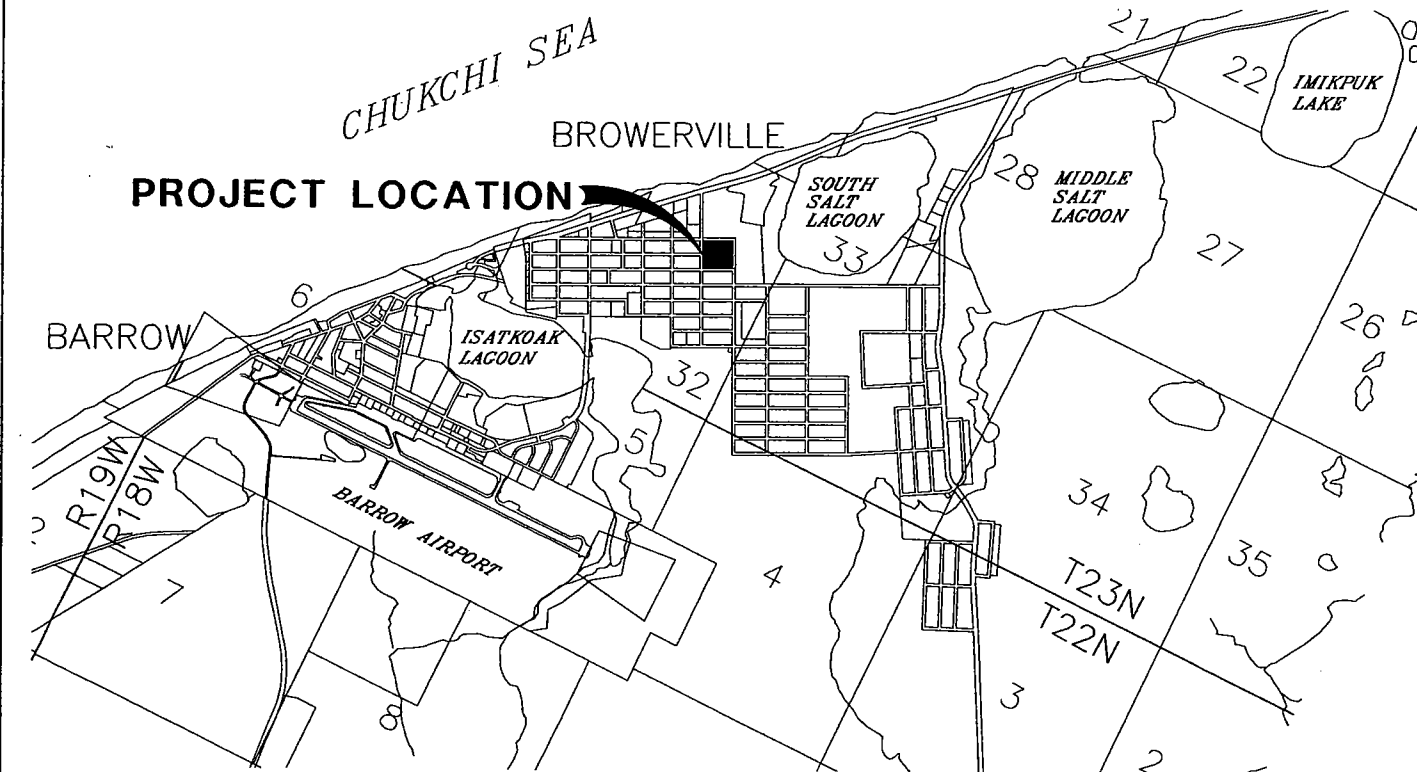 CHUKCHI SEA
21
22
IMIKPUK
LAKE
BROWERVILLE
PROJECT LOCATION
SOUTH
SALT
LAGOON
28
MIDDLE
SALT
LAGOON
33
27
6
BARROW
ISATKOAK
LAGOON
26
32
5
R19W
R18W
BARROW AIRPORT
34
35
7
4
T23N
T22N
3
8
2